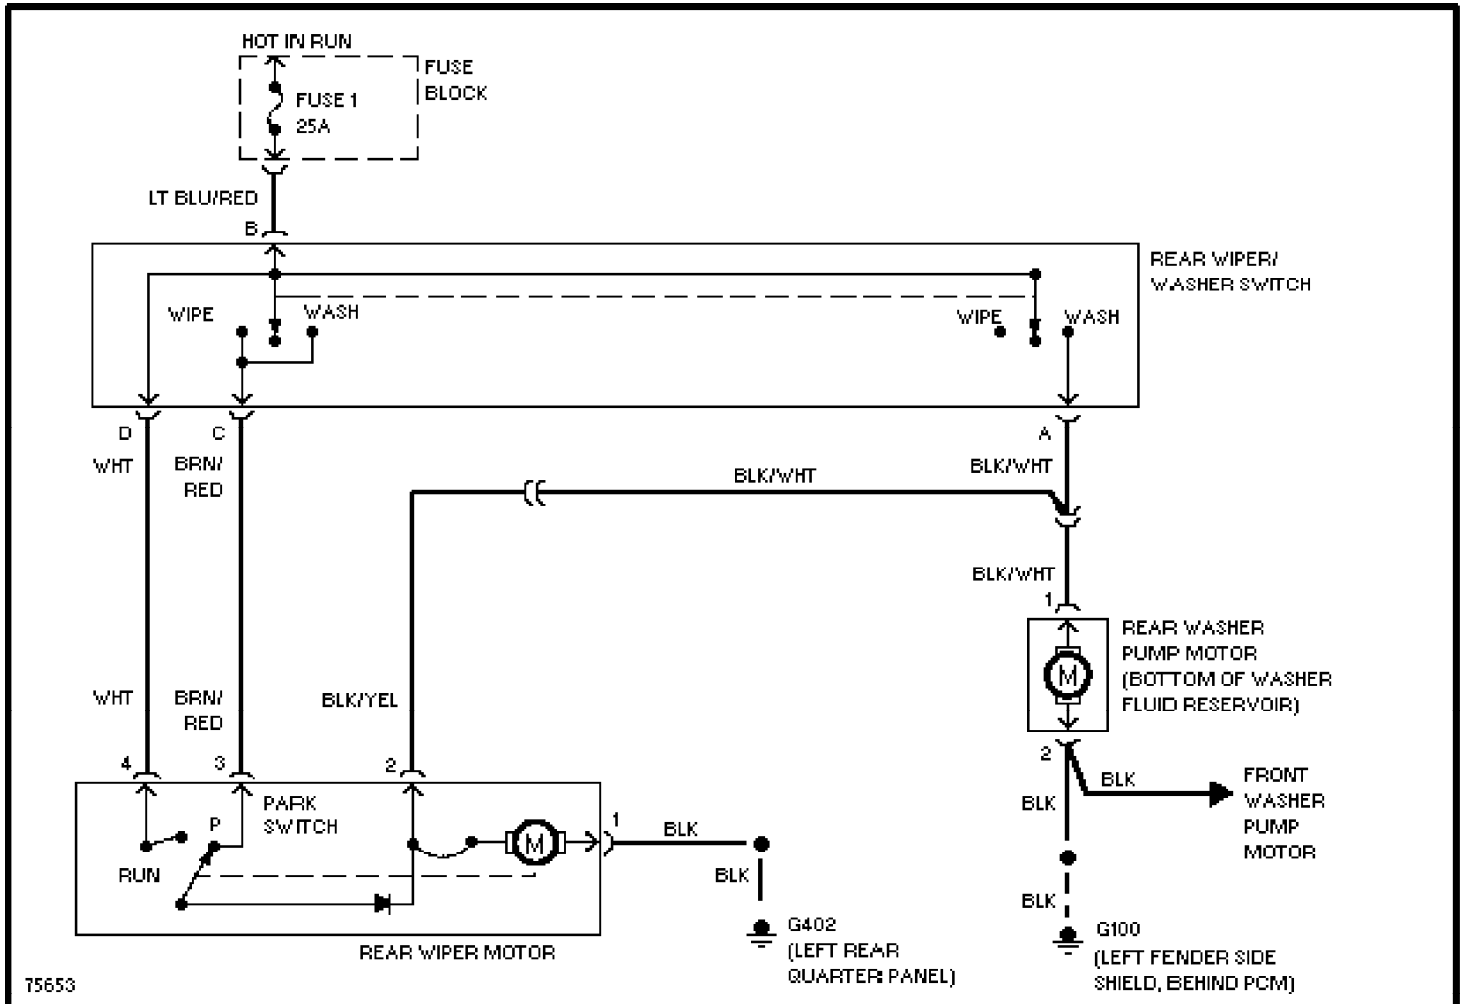 HOT IN RUN
FUSE
BLOCK
FUSE 1
25A
LT BLU/RED
B
REAR WIPER/
WASHER SWITCH
WIPE
WASH
WIPE
WASH
D
C
A
WHT
BRN/
RED
BLK/WHT
BLK/WHT
BLK/WHT
1
REAR WASHER
PUMP MOTOR
(BOTTOM OF WASHER
FLUID RESERVOIR)
M
WHT
BRN/
RED
BLK/YEL
4
3
2
2
PARK
SWITCH
P
RUN
M
1
BLK
BLK
BLK
FRONT
WASHER
PUMP
MOTOR
BLK
BLK
G402
(LEFT REAR
QUARTER PANEL)
G100
(LEFT FENDER SIDE
SHIELD, BEHIND PCM)
REAR WIPER MOTOR
75653